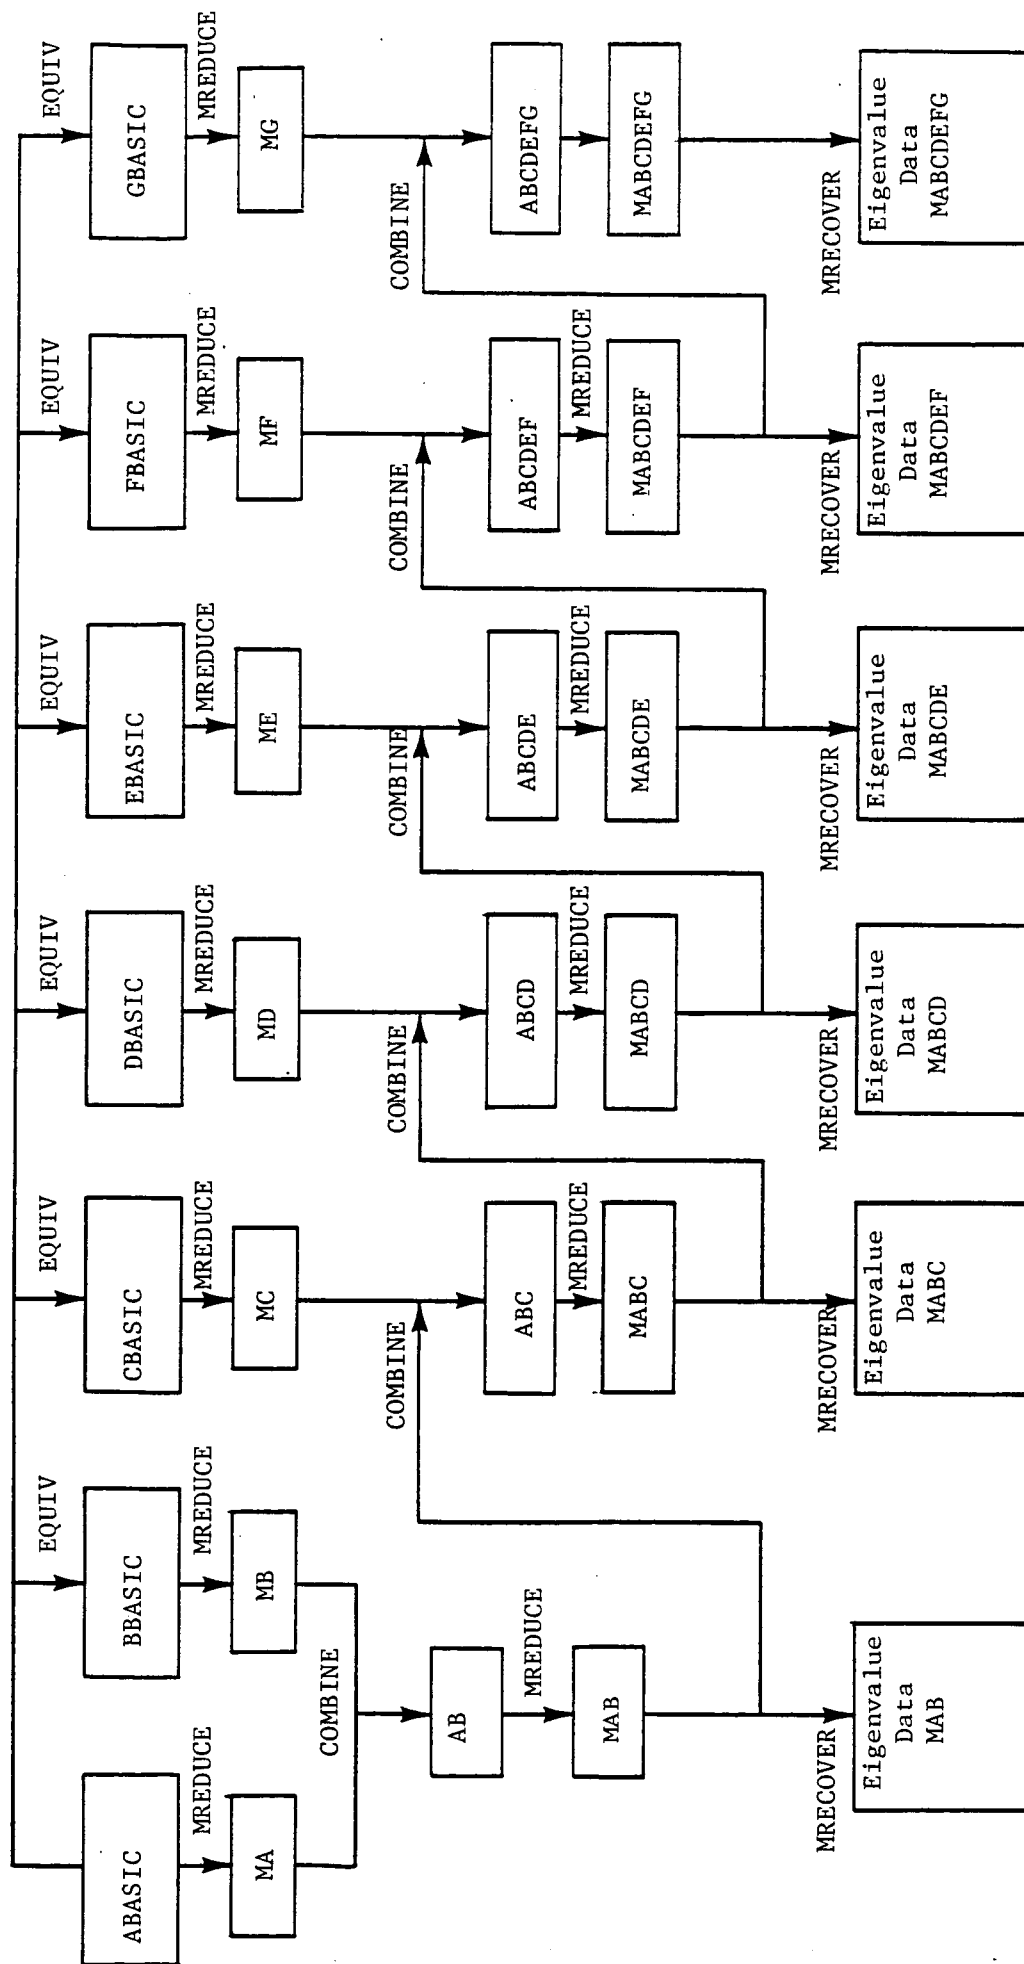 EQUIV
EQUIV
EQUIV
EQUIV
EQUIV
EQUIV
ABASIC
BBASIC
CBASIC
DBASIC
EBASIC
FBASIC
GBASIC
MREDUCE
MREDUCE
MREDUCE
MREDUCE
MREDUCE
MREDUCE
MREDUCE
MA
MB
MC
MD
ME
MF
MG
COMBINE
COMBINE
COMBINE
COMBINE
COMBINE
COMBINE
AB
ABC
ABCD
ABCDE
ABCDEF
ABCDEFG
MREDUCE
MREDUCE
MREDUCE
MREDUCE
MREDUCE
MAB
MABC
MABCD
MABCDE
MABCDEF
MABCDEFG
MRECOVER
MRECOVER
MRECOVER
MRECOVER
MRECOVER
MRECOVER
Eigenvalue
Data
MAB
Eigenvalue
Data
MABC
Eigenvalue
Data
MABCD
Eigenvalue
Data
MABCDE
Eigenvalue
Data
MABCDEF
Eigenvalue
Data
MABCDEFG